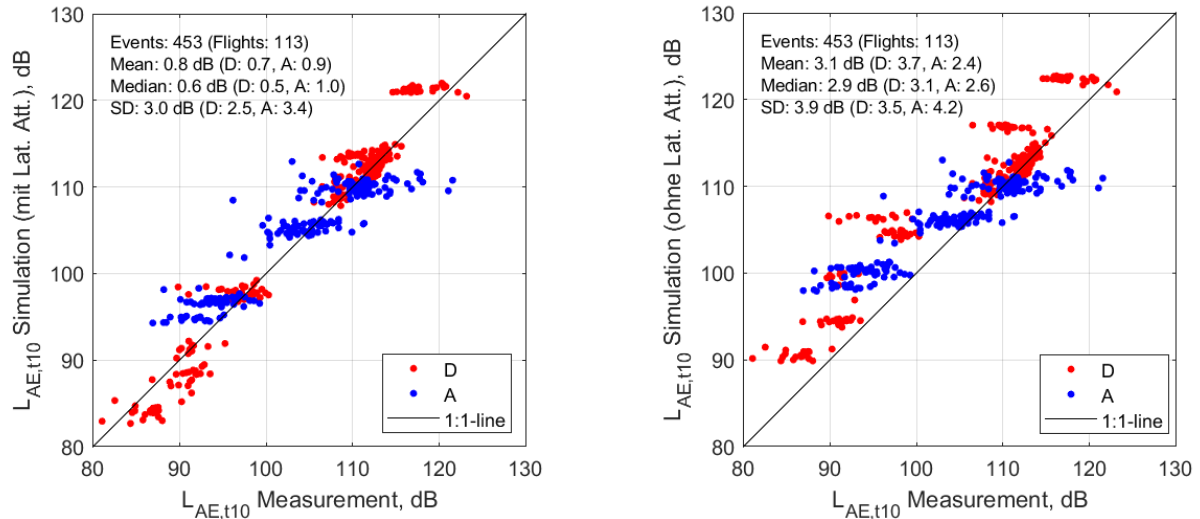 Events: 453 (Flights: 113)
Mean: 0.8 dB (D: 0.7, A: 0.9)
Median: 0.6 dB (D: 0.5, A: 1.0)
SD: 3.0 dB (D: 2.5, A: 3.4)
L_AE,t10 Simulation (mit Lat. Att.), dB
130
120
110
100
90
80
D
A
1:1-line
80 90 100 110 120 130
L_AE,t10 Measurement, dB
Events: 453 (Flights: 113)
Mean: 3.1 dB (D: 3.7, A: 2.4)
Median: 2.9 dB (D: 3.1, A: 2.6)
SD: 3.9 dB (D: 3.5, A: 4.2)
L_AE,t10 Simulation (ohne Lat. Att.), dB
130
120
110
100
90
80
D
A
1:1-line
80 90 100 110 120 130
L_AE,t10 Measurement, dB